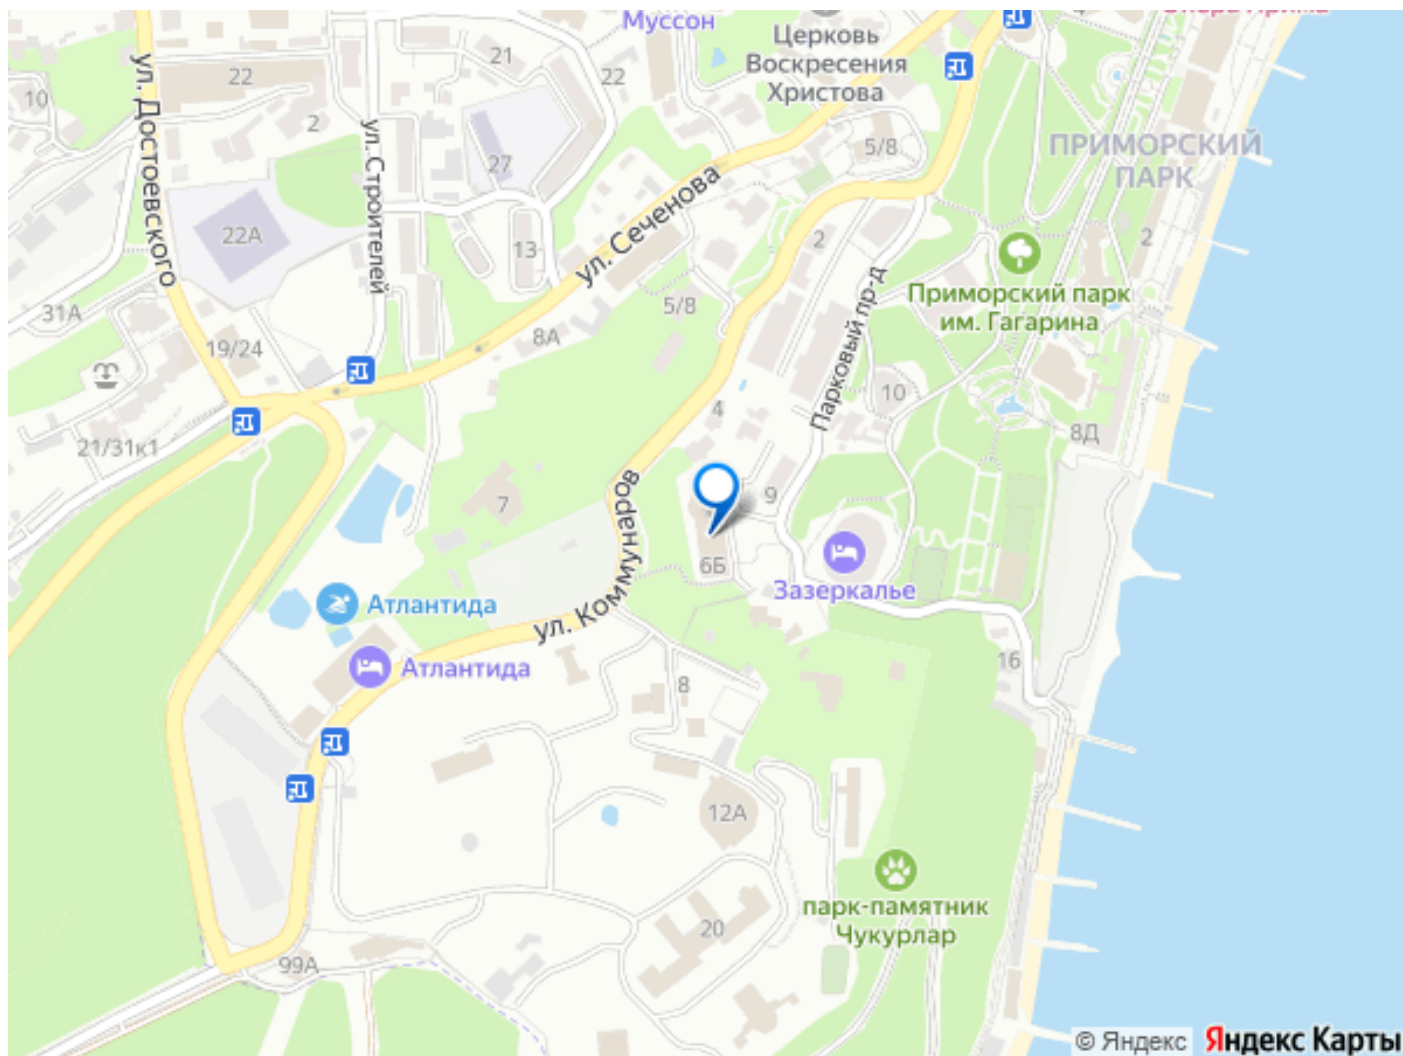 Муссон
Церковь
Воскресения
Христова
ул. Достоевского
22
21
22
10
2
ул. Строителей
27
5/8
ПРИМОРСКИЙ
ПАРК
ул. Сеченова
22А
13
2
2
Приморский парк
им. Гагарина
31А
5/8
8А
19/24
Парковый пр-д
10
4
21/31к1
8Д
7
ул. Коммунаров
9
6Б
Зазеркалье
Атлантида
Атлантида
8
16
12А
парк-памятник
Чукурлар
20
99А
© Яндекс Яндекс Карты